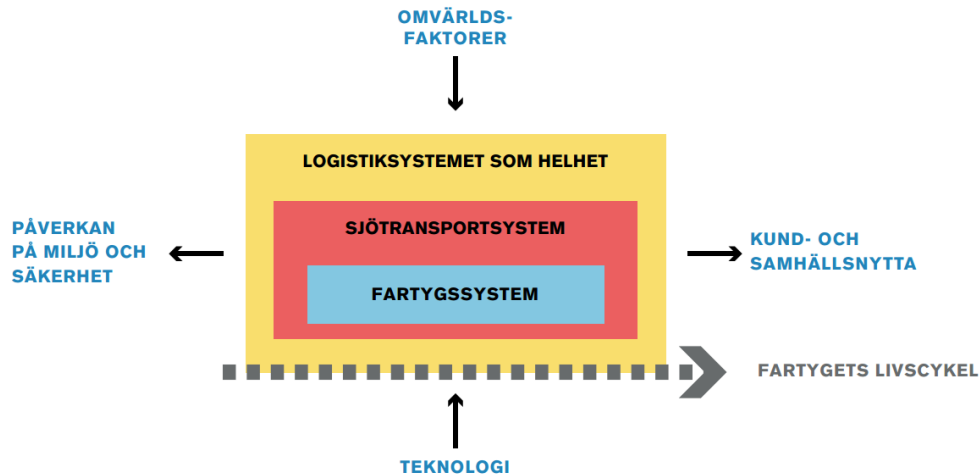 OMVÄRLDS-
FAKTORER
LOGISTIKSYSTEMET SOM HELHET
SJÖTRANSPORTSYSTEM
FARTYGSSYSTEM
PÅVERKAN
PÅ MILJÖ OCH
SÄKERHET
KUND- OCH
SAMHÄLLSNYTTA
FARTYGETS LIVSCYKEL
TEKNOLOGI